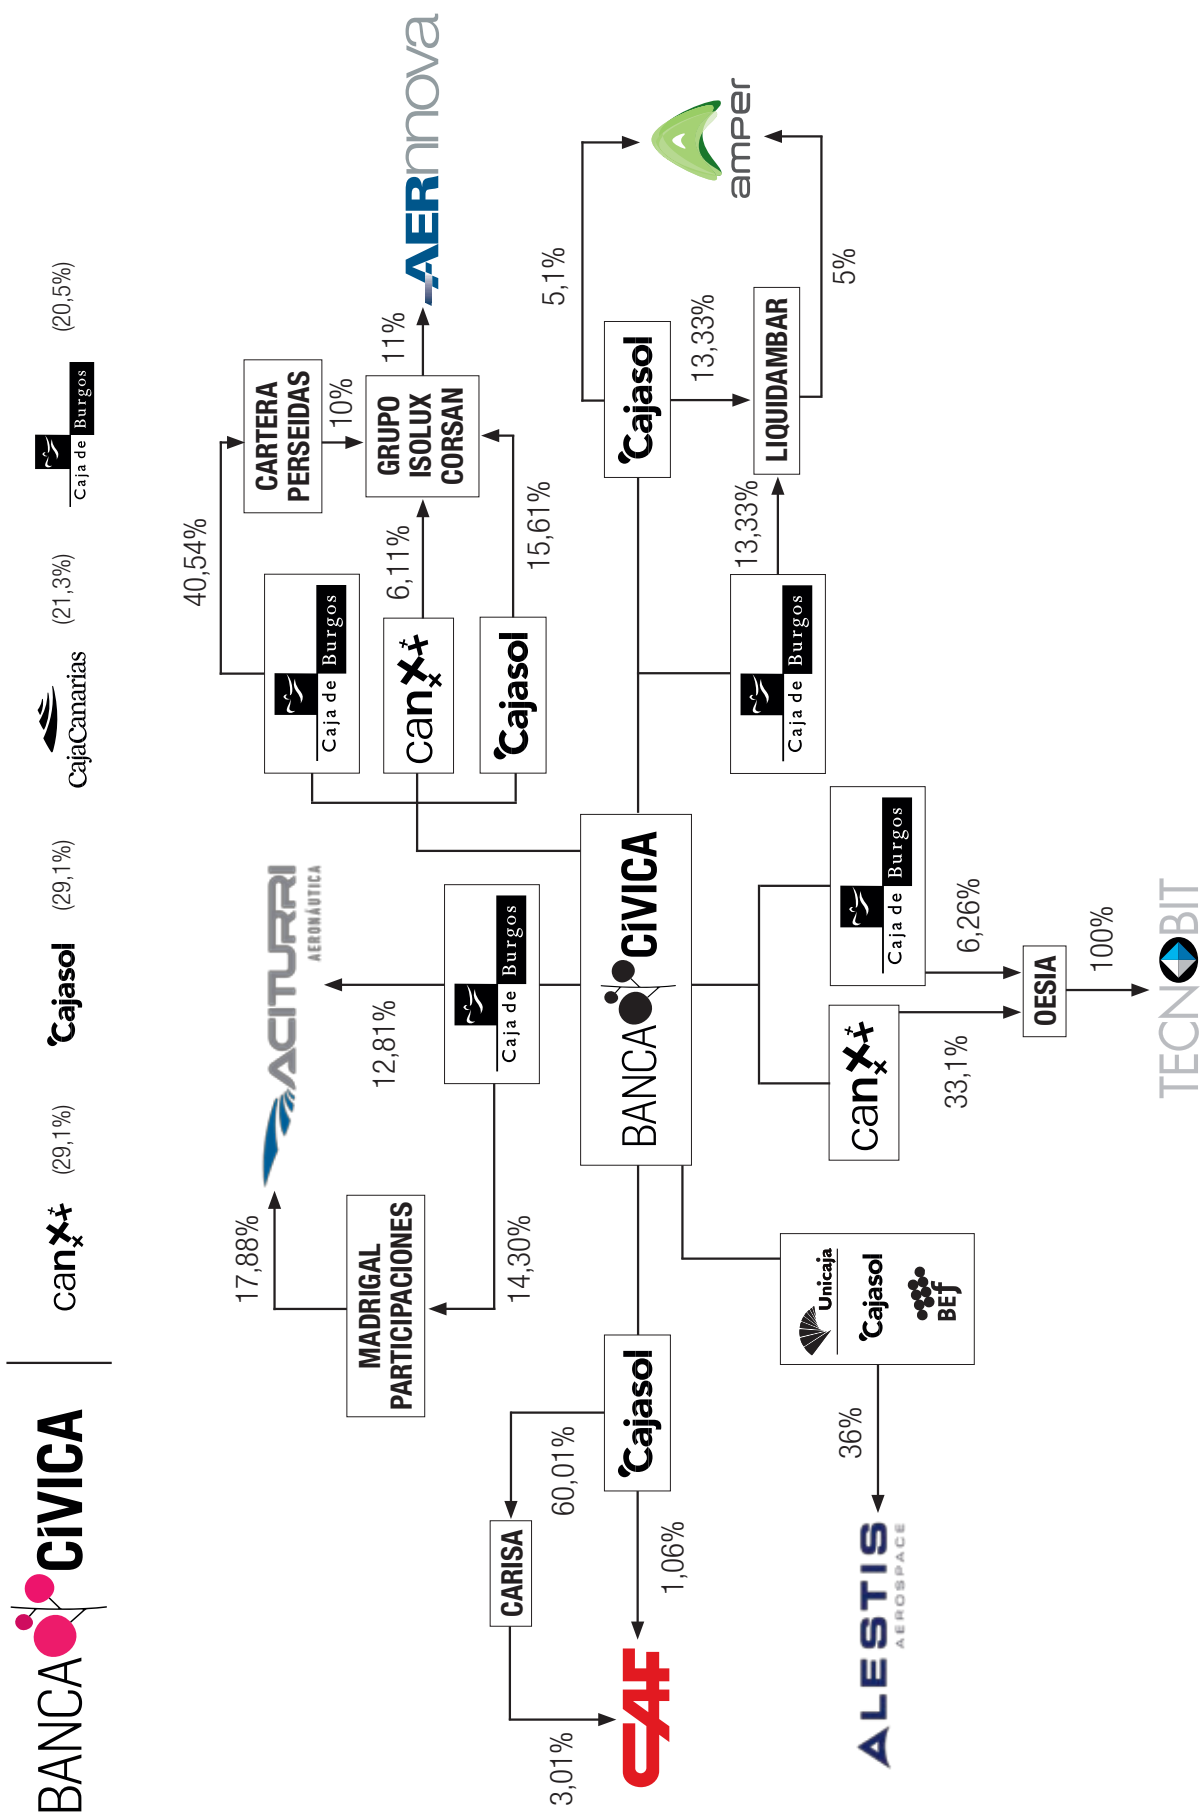 BANCA CÍVICA
can (29,1%)
Cajasol (29,1%)
CajaCanarias (21,3%)
Caja de Burgos (20,5%)
17,88%
ACITURRI
AERONÁUTICA
MADRIGAL
PARTICIPACIONES
12,81%
14,30%
Caja de Burgos
40,54%
CARTERA
PERSEIDAS
10%
Caja de Burgos
can
6,11%
GRUPO
ISOLUX
CORSAN
11%
AERnnova
Cajasol
15,61%
CARISA
60,01%
3,01%
CAF
1,06%
Cajasol
BANCA CÍVICA
Cajasol
5,1%
amper
13,33%
LIQUIDAMBAR
5%
13,33%
Caja de Burgos
ALESTIS
AEROSPACE
36%
Unicaja
Cajasol
BEf
can
33,1%
Caja de Burgos
6,26%
OESIA
100%
TECNOBIT